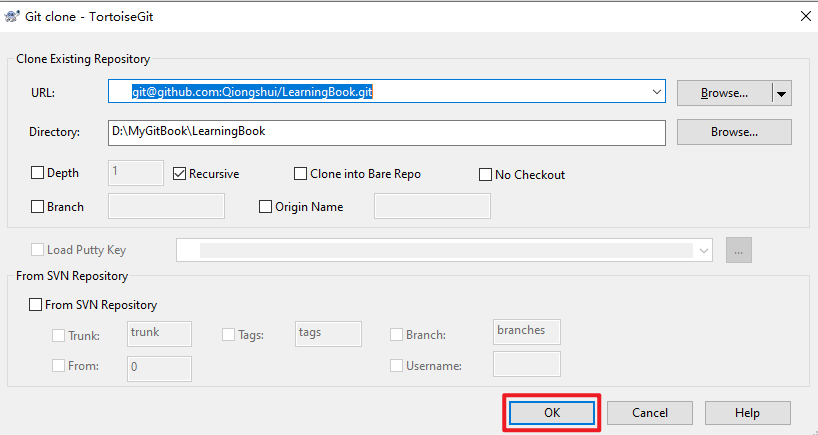 Git clone - TortoiseGit
Clone Existing Repository
URL: git@github.com:Qiongshui/LearningBook.git Browse...
Directory: D:\MyGitBook\LearningBook Browse...
Depth 1 Recursive Clone into Bare Repo No Checkout
Branch Origin Name
Load Putty Key ...
From SVN Repository
From SVN Repository
Trunk: trunk Tags: tags Branch: branches
From: 0 Username:
OK Cancel Help